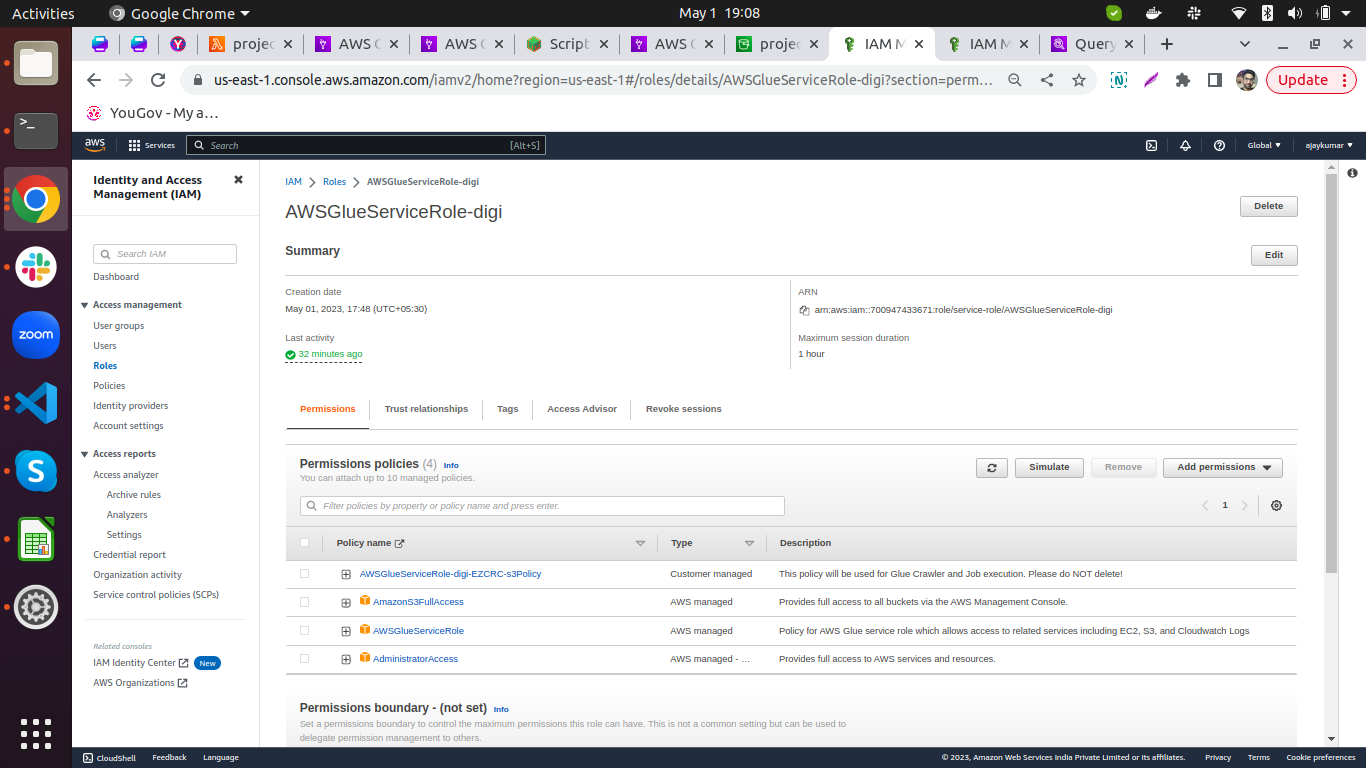 Activities
Google Chrome
May 1 19:08
projec
AWS G
AWS G
Script
AWS G
projec
IAM M
IAM M
Query
us-east-1.console.aws.amazon.com/iamv2/home?region=us-east-1#/roles/details/AWSGlueServiceRole-digi?section=perm…
Update
YouGov - My a…
aws
Services
Search
[Alt+S]
Global
ajaykumar
Identity and Access
Management (IAM)
Search IAM
Dashboard
Access management
User groups
Users
Roles
Policies
Identity providers
Account settings
Access reports
Access analyzer
Archive rules
Analyzers
Settings
Credential report
Organization activity
Service control policies (SCPs)
Related consoles
IAM Identity Center
New
AWS Organizations
zoom
IAM > Roles > AWSGlueServiceRole-digi
AWSGlueServiceRole-digi
Delete
Summary
Edit
Creation date
May 01, 2023, 17:48 (UTC+05:30)
Last activity
32 minutes ago
ARN
arn:aws:iam::700947433671:role/service-role/AWSGlueServiceRole-digi
Maximum session duration
1 hour
Permissions
Trust relationships
Tags
Access Advisor
Revoke sessions
Permissions policies (4) Info
You can attach up to 10 managed policies.
Simulate
Remove
Add permissions
Filter policies by property or policy name and press enter.
1
Policy name
Type
Description
AWSGlueServiceRole-digi-EZCRC-s3Policy Customer managed This policy will be used for Glue Crawler and Job execution. Please do NOT delete!
AmazonS3FullAccess AWS managed Provides full access to all buckets via the AWS Management Console.
AWSGlueServiceRole AWS managed Policy for AWS Glue service role which allows access to related services including EC2, S3, and Cloudwatch Logs
AdministratorAccess AWS managed - … Provides full access to AWS services and resources.
Permissions boundary - (not set) Info
Set a permissions boundary to control the maximum permissions this role can have. This is not a common setting but can be used to
delegate permission management to others.
CloudShell
Feedback
Language
© 2023, Amazon Web Services India Private Limited or its affiliates.
Privacy
Terms
Cookie preferences